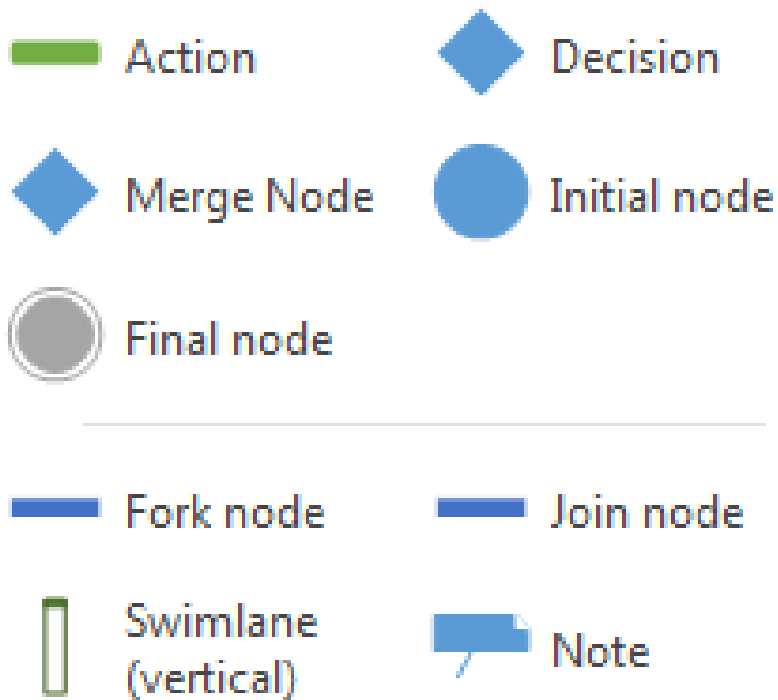 Action
Decision
Merge Node
Initial node
Final node
Fork node
Join node
Swimlane
(vertical)
Note